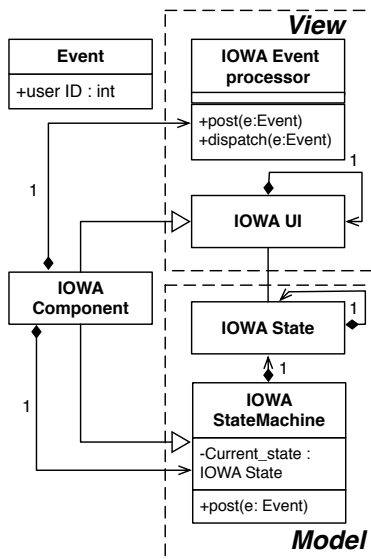 View
Event
+user ID : int
IOWA Event
processor
+post(e:Event)
+dispatch(e:Event)
1
1
IOWA UI
IOWA
Component
IOWA State
1
1
1
IOWA
StateMachine
-Current_state :
IOWA State
+post(e: Event)
Model